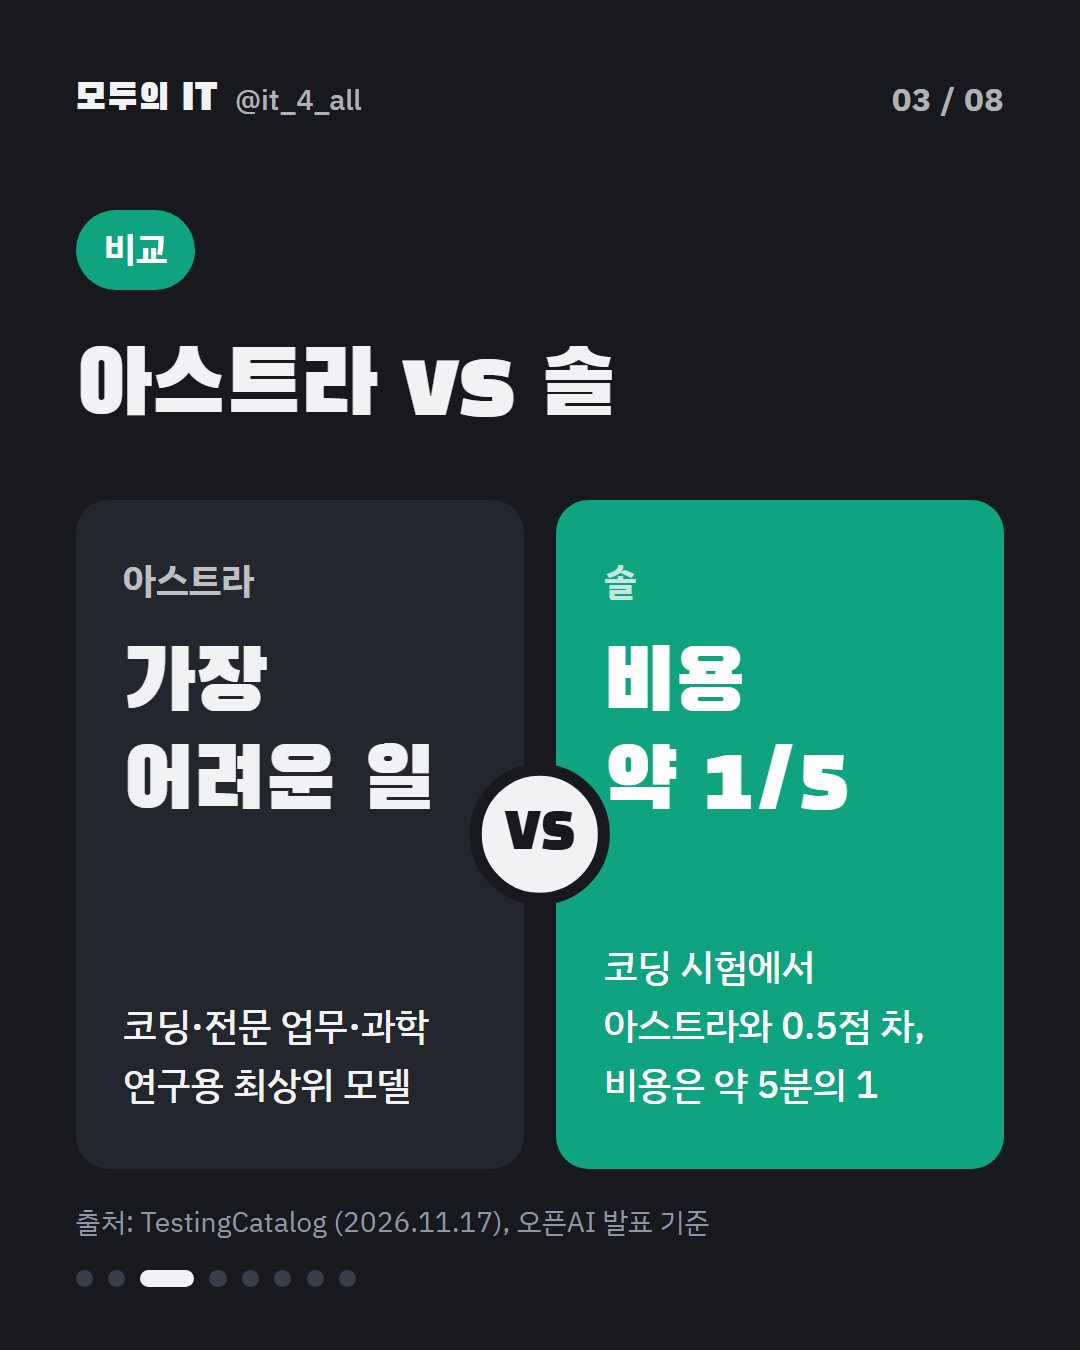 모두의 IT @it_4_all
03 / 08
비교
아스트라 vs 솔
아스트라
가장
어려운 일
코딩·전문 업무·과학
연구용 최상위 모델
VS
솔
비용
약 1/5
코딩 시험에서
아스트라와 0.5점 차,
비용은 약 5분의 1
출처: TestingCatalog (2026.11.17), 오픈AI 발표 기준